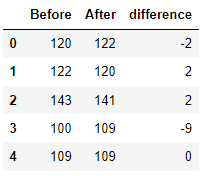 Before After difference
0 120 122 -2
1 122 120 2
2 143 141 2
3 100 109 -9
4 109 109 0